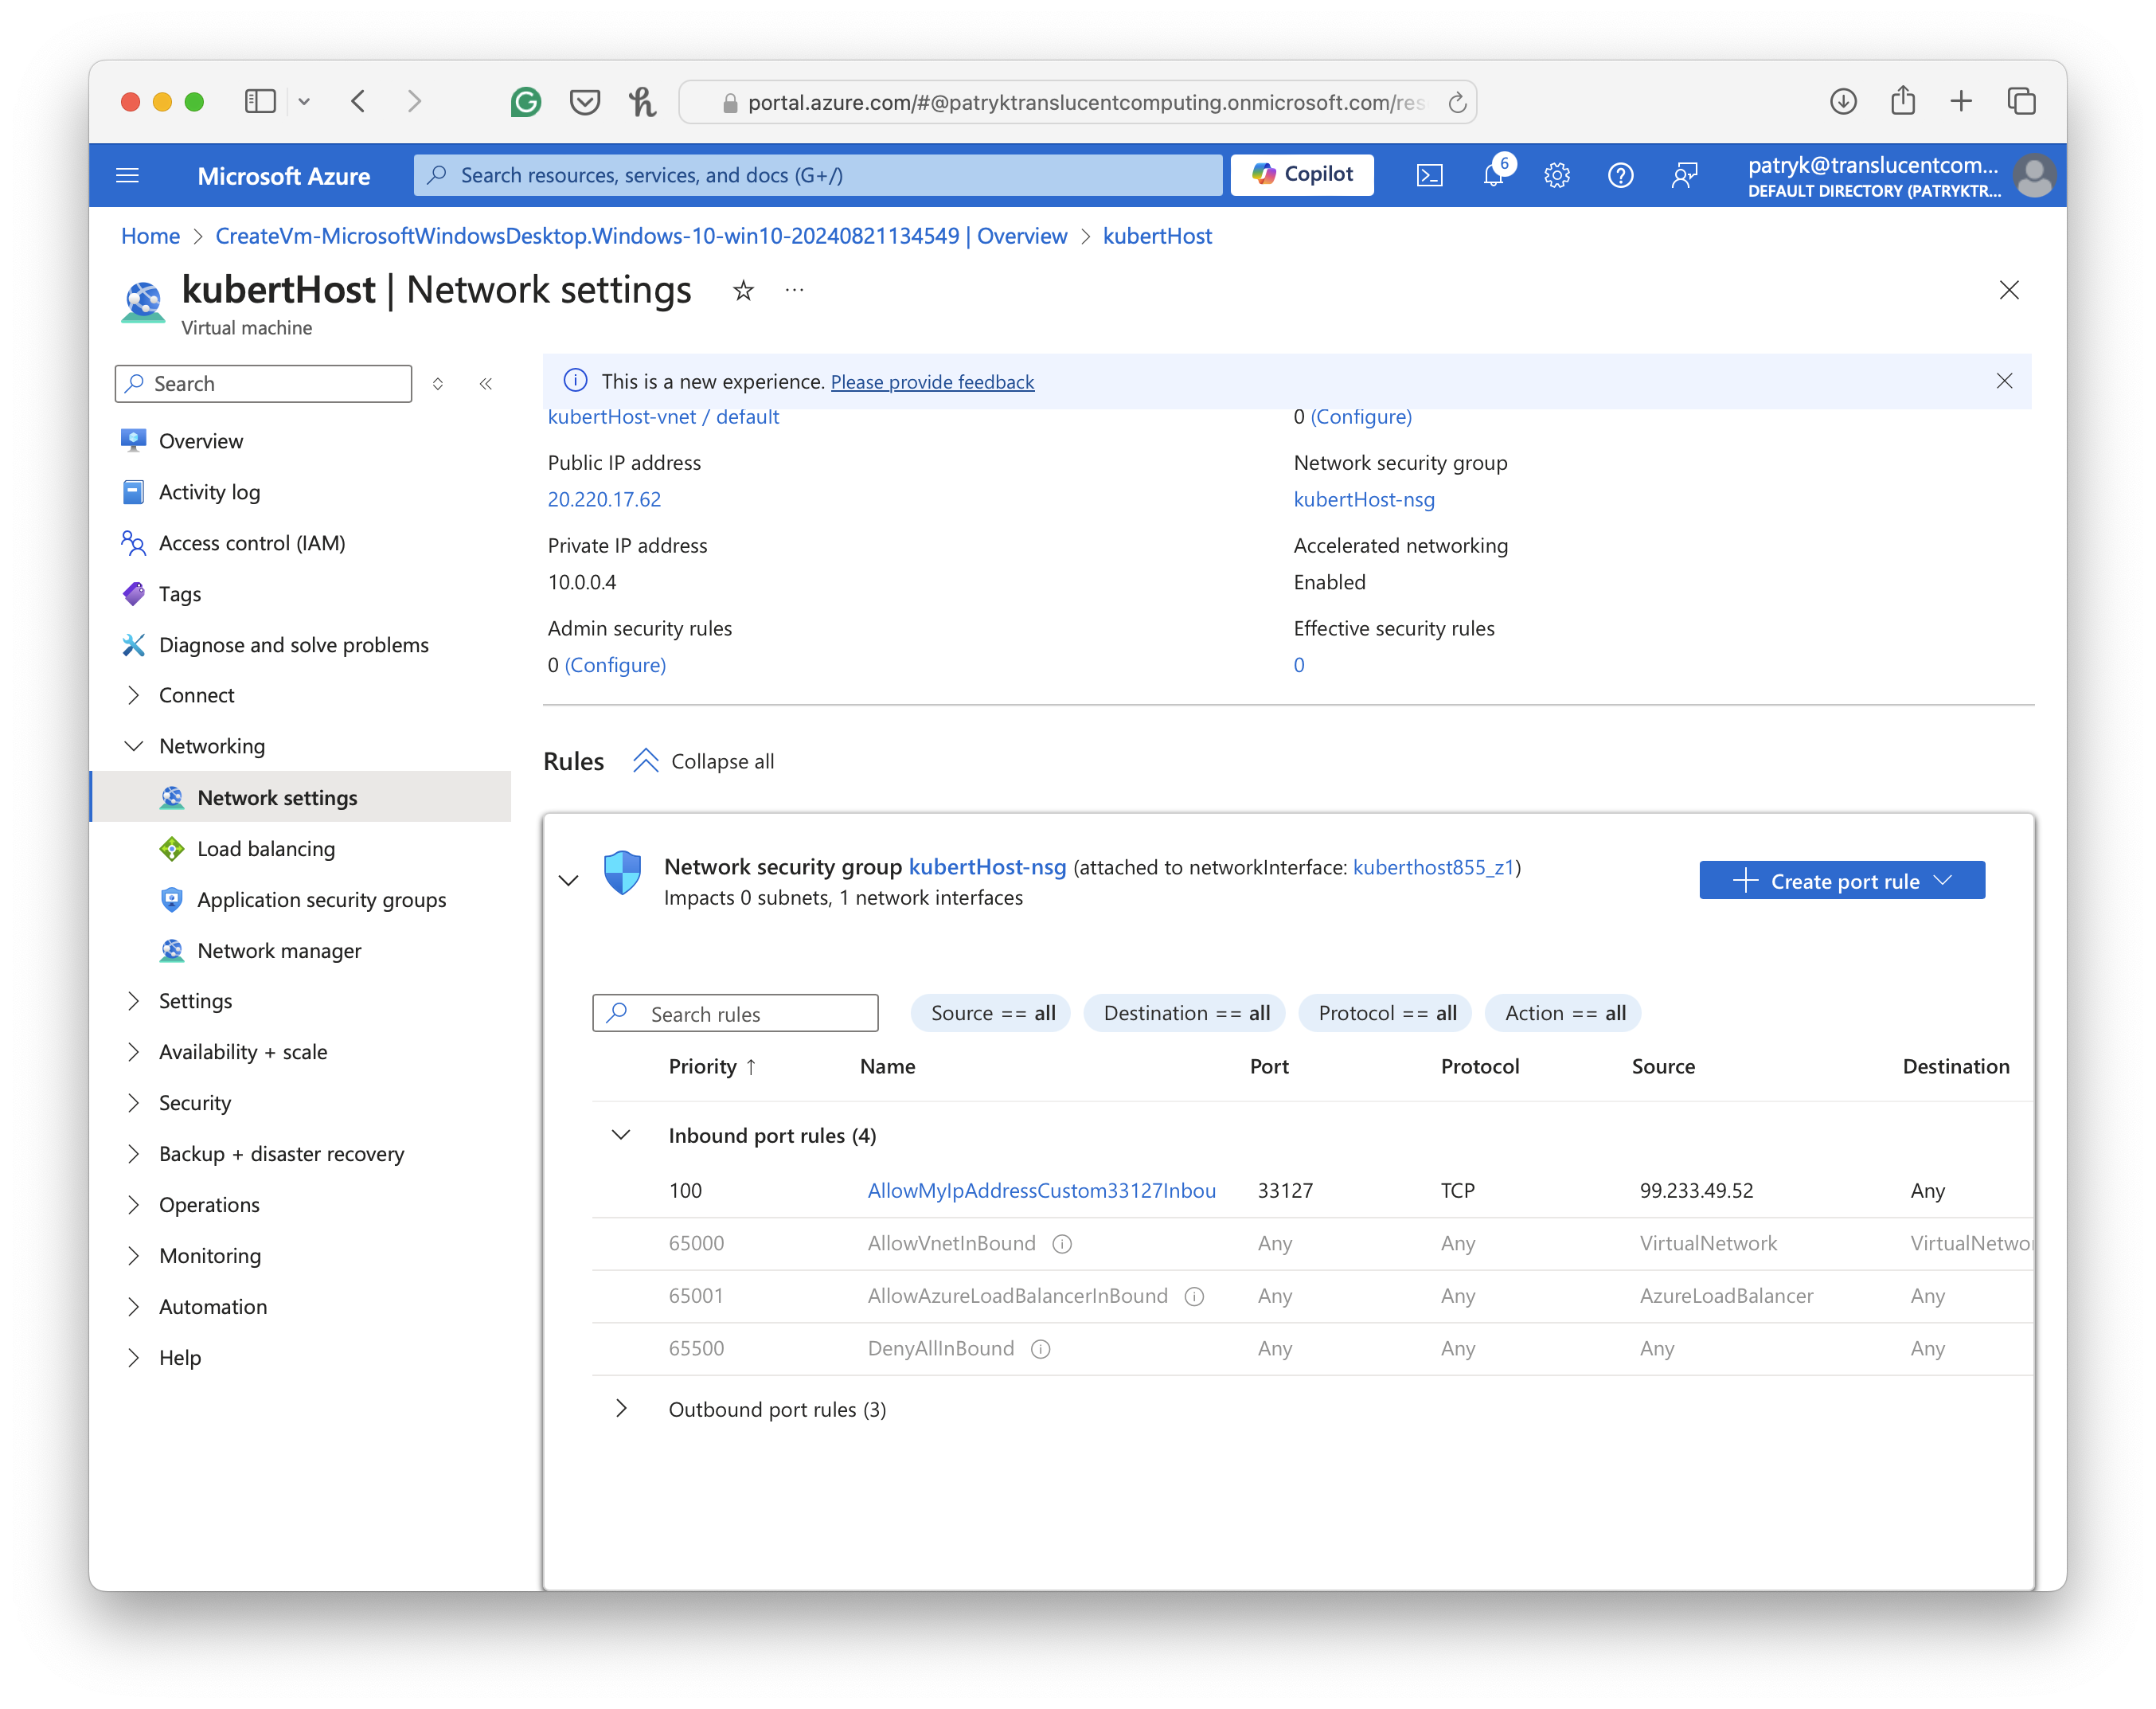 portal.azure.com/#@patryktranslucentcomputing.onmicrosoft.com/res
Microsoft Azure
Search resources, services, and docs (G+/)
Copilot
6
patryk@translucentcom...
DEFAULT DIRECTORY (PATRYKTR...
Home > CreateVm-MicrosoftWindowsDesktop.Windows-10-win10-20240821134549 | Overview > kubertHost
kubertHost | Network settings
Virtual machine
Search
Overview
Activity log
Access control (IAM)
Tags
Diagnose and solve problems
Connect
Networking
Network settings
Load balancing
Application security groups
Network manager
Settings
Availability + scale
Security
Backup + disaster recovery
Operations
Monitoring
Automation
Help
This is a new experience. Please provide feedback
kubertHost-vnet / default
0 (Configure)
Public IP address
Network security group
20.220.17.62
kubertHost-nsg
Private IP address
Accelerated networking
10.0.0.4
Enabled
Admin security rules
Effective security rules
0 (Configure)
0
Rules
Collapse all
Network security group kubertHost-nsg (attached to networkInterface: kuberthost855_z1)
Impacts 0 subnets, 1 network interfaces
Create port rule
Search rules
Source == all
Destination == all
Protocol == all
Action == all
Priority ↑ Name Port Protocol Source Destination
Inbound port rules (4)
100 AllowMyIpAddressCustom33127Inbou 33127 TCP 99.233.49.52 Any
65000 AllowVnetInBound Any Any VirtualNetwork VirtualNetwor
65001 AllowAzureLoadBalancerInBound Any Any AzureLoadBalancer Any
65500 DenyAllInBound Any Any Any Any
Outbound port rules (3)